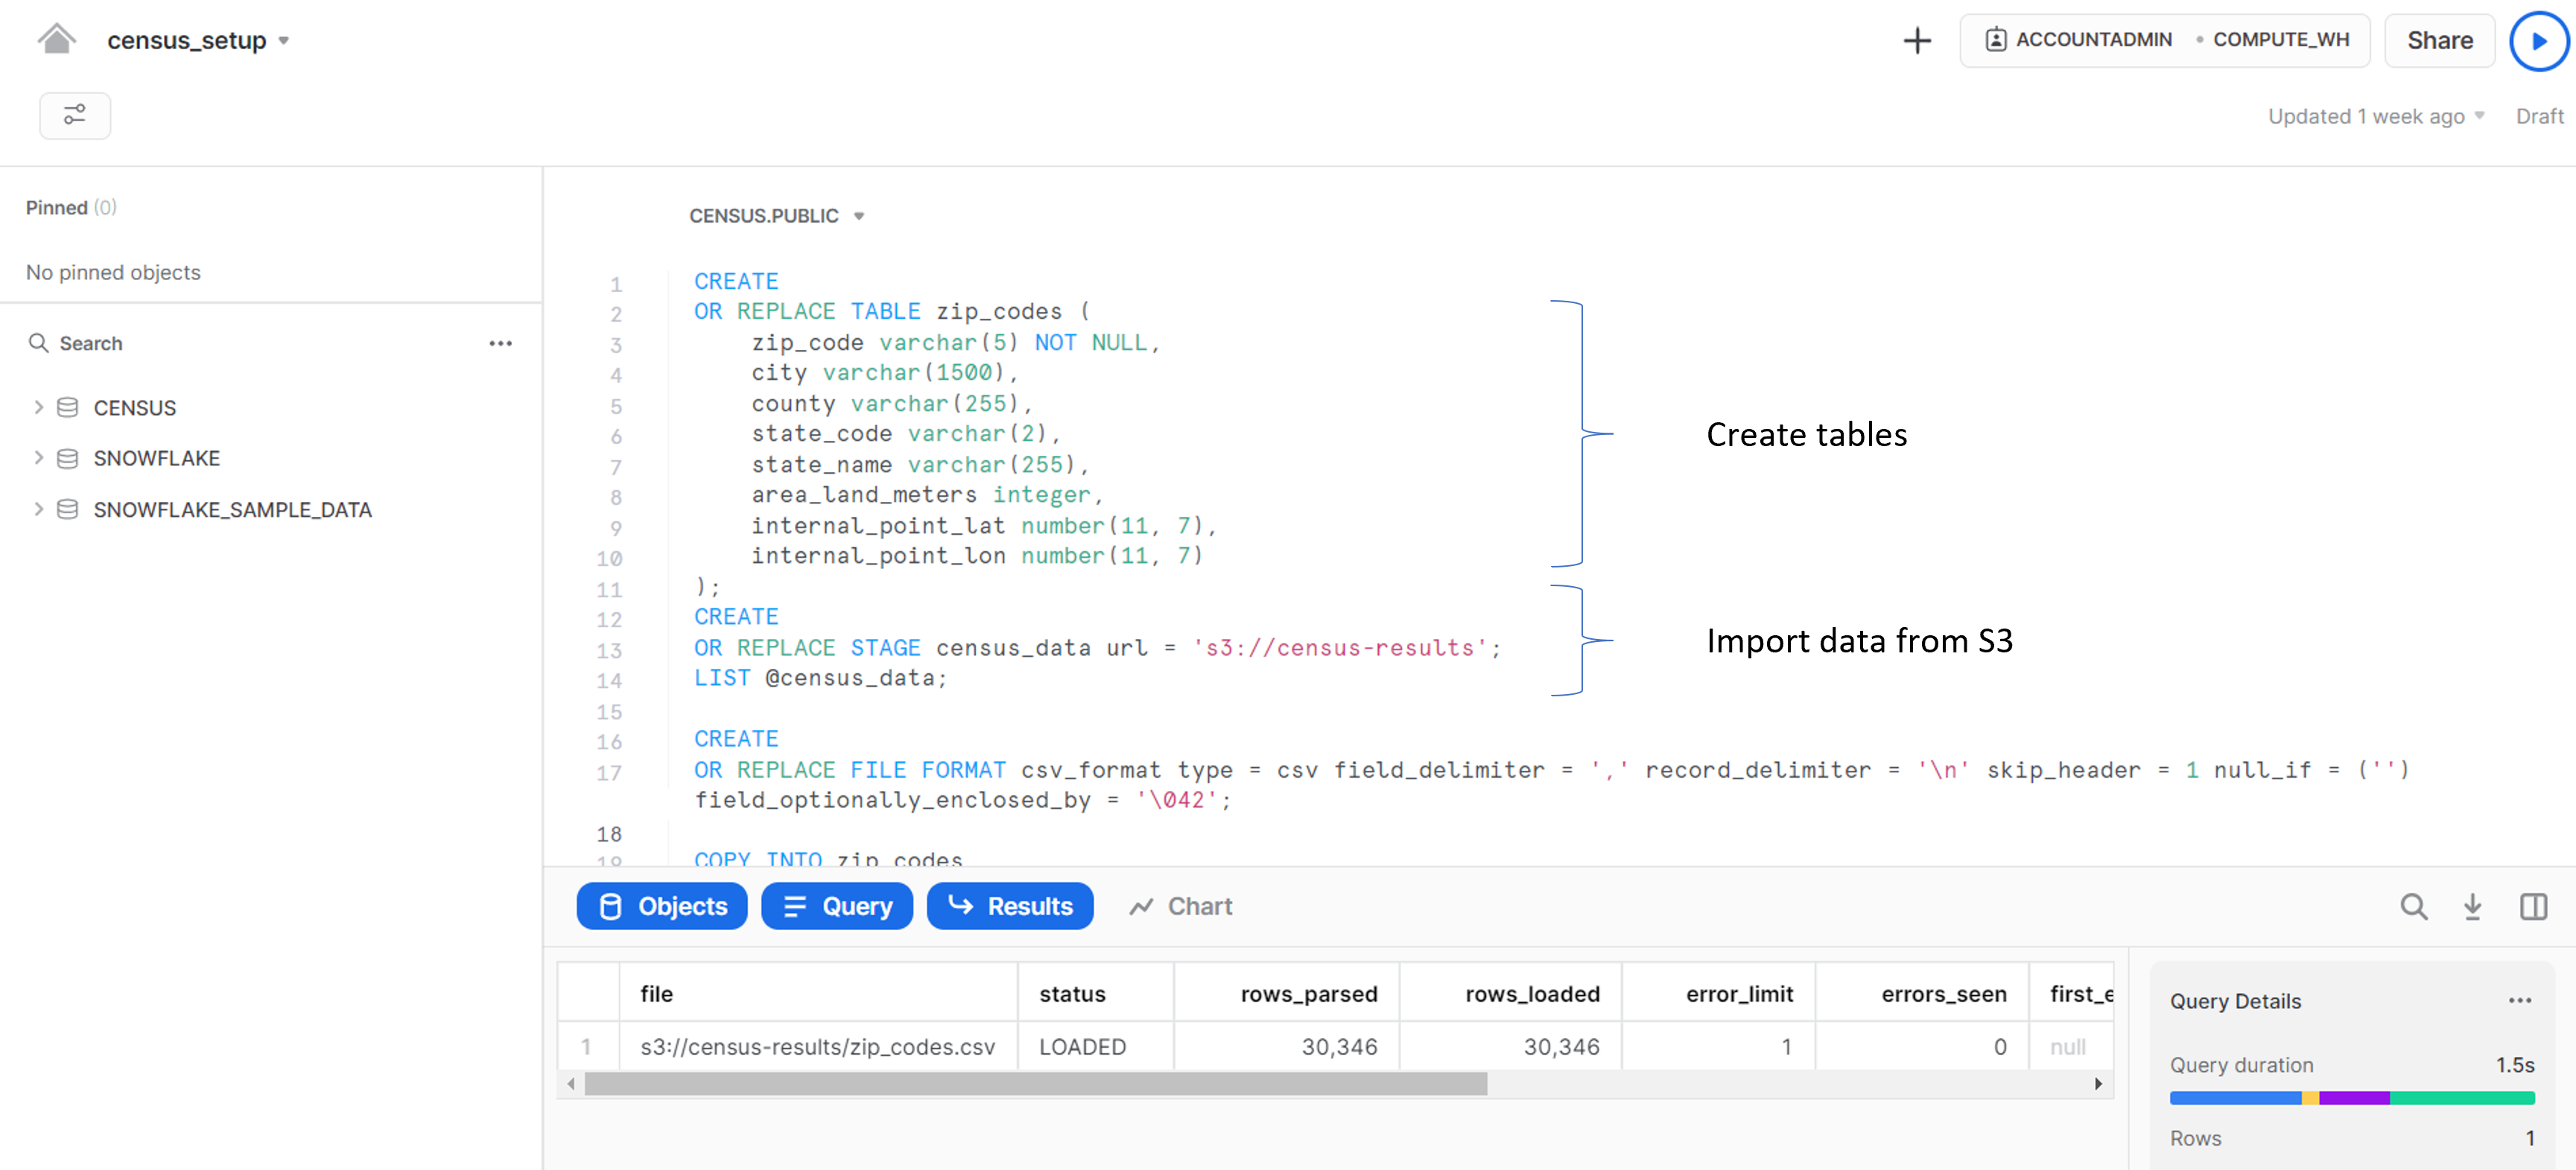 census_setup
ACCOUNTADMIN • COMPUTE_WH
Share
Updated 1 week ago
Draft
Pinned (0)
No pinned objects
Search
CENSUS
SNOWFLAKE
SNOWFLAKE_SAMPLE_DATA
CENSUS.PUBLIC
1 CREATE
2 OR REPLACE TABLE zip_codes (
3 zip_code varchar(5) NOT NULL,
4 city varchar(1500),
5 county varchar(255),
6 state_code varchar(2),
7 state_name varchar(255),
8 area_land_meters integer,
9 internal_point_lat number(11, 7),
10 internal_point_lon number(11, 7)
11 );
12 CREATE
13 OR REPLACE STAGE census_data url = 's3://census-results';
14 LIST @census_data;
15
16 CREATE
17 OR REPLACE FILE FORMAT csv_format type = csv field_delimiter = ',' record_delimiter = '\n' skip_header = 1 null_if = ('')
field_optionally_enclosed_by = '\042';
18
19 COPY INTO zip_codes
Create tables
Import data from S3
Objects Query Results Chart
file status rows_parsed rows_loaded error_limit errors_seen first_e
1 s3://census-results/zip_codes.csv LOADED 30,346 30,346 1 0 null
Query Details
Query duration 1.5s
Rows 1